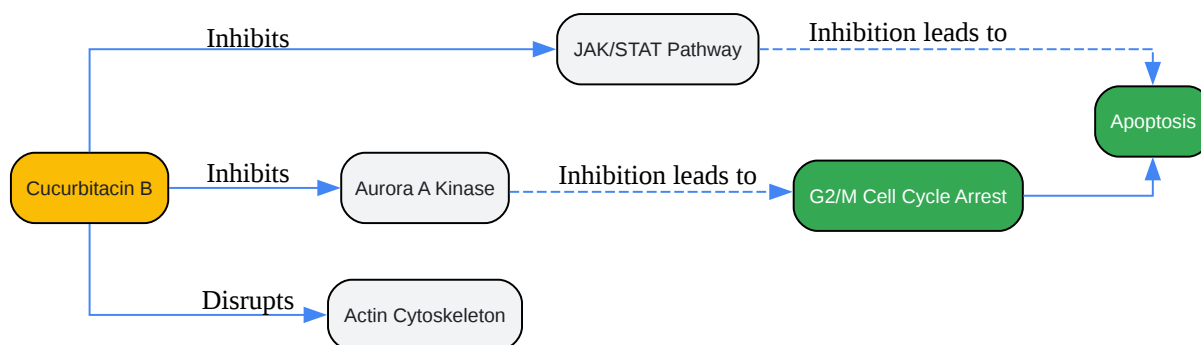 Inhibits
JAK/STAT Pathway
Inhibition leads to
Apoptosis
Cucurbitacin B
Inhibits
Aurora A Kinase
Inhibition leads to
G2/M Cell Cycle Arrest
Disrupts
Actin Cytoskeleton